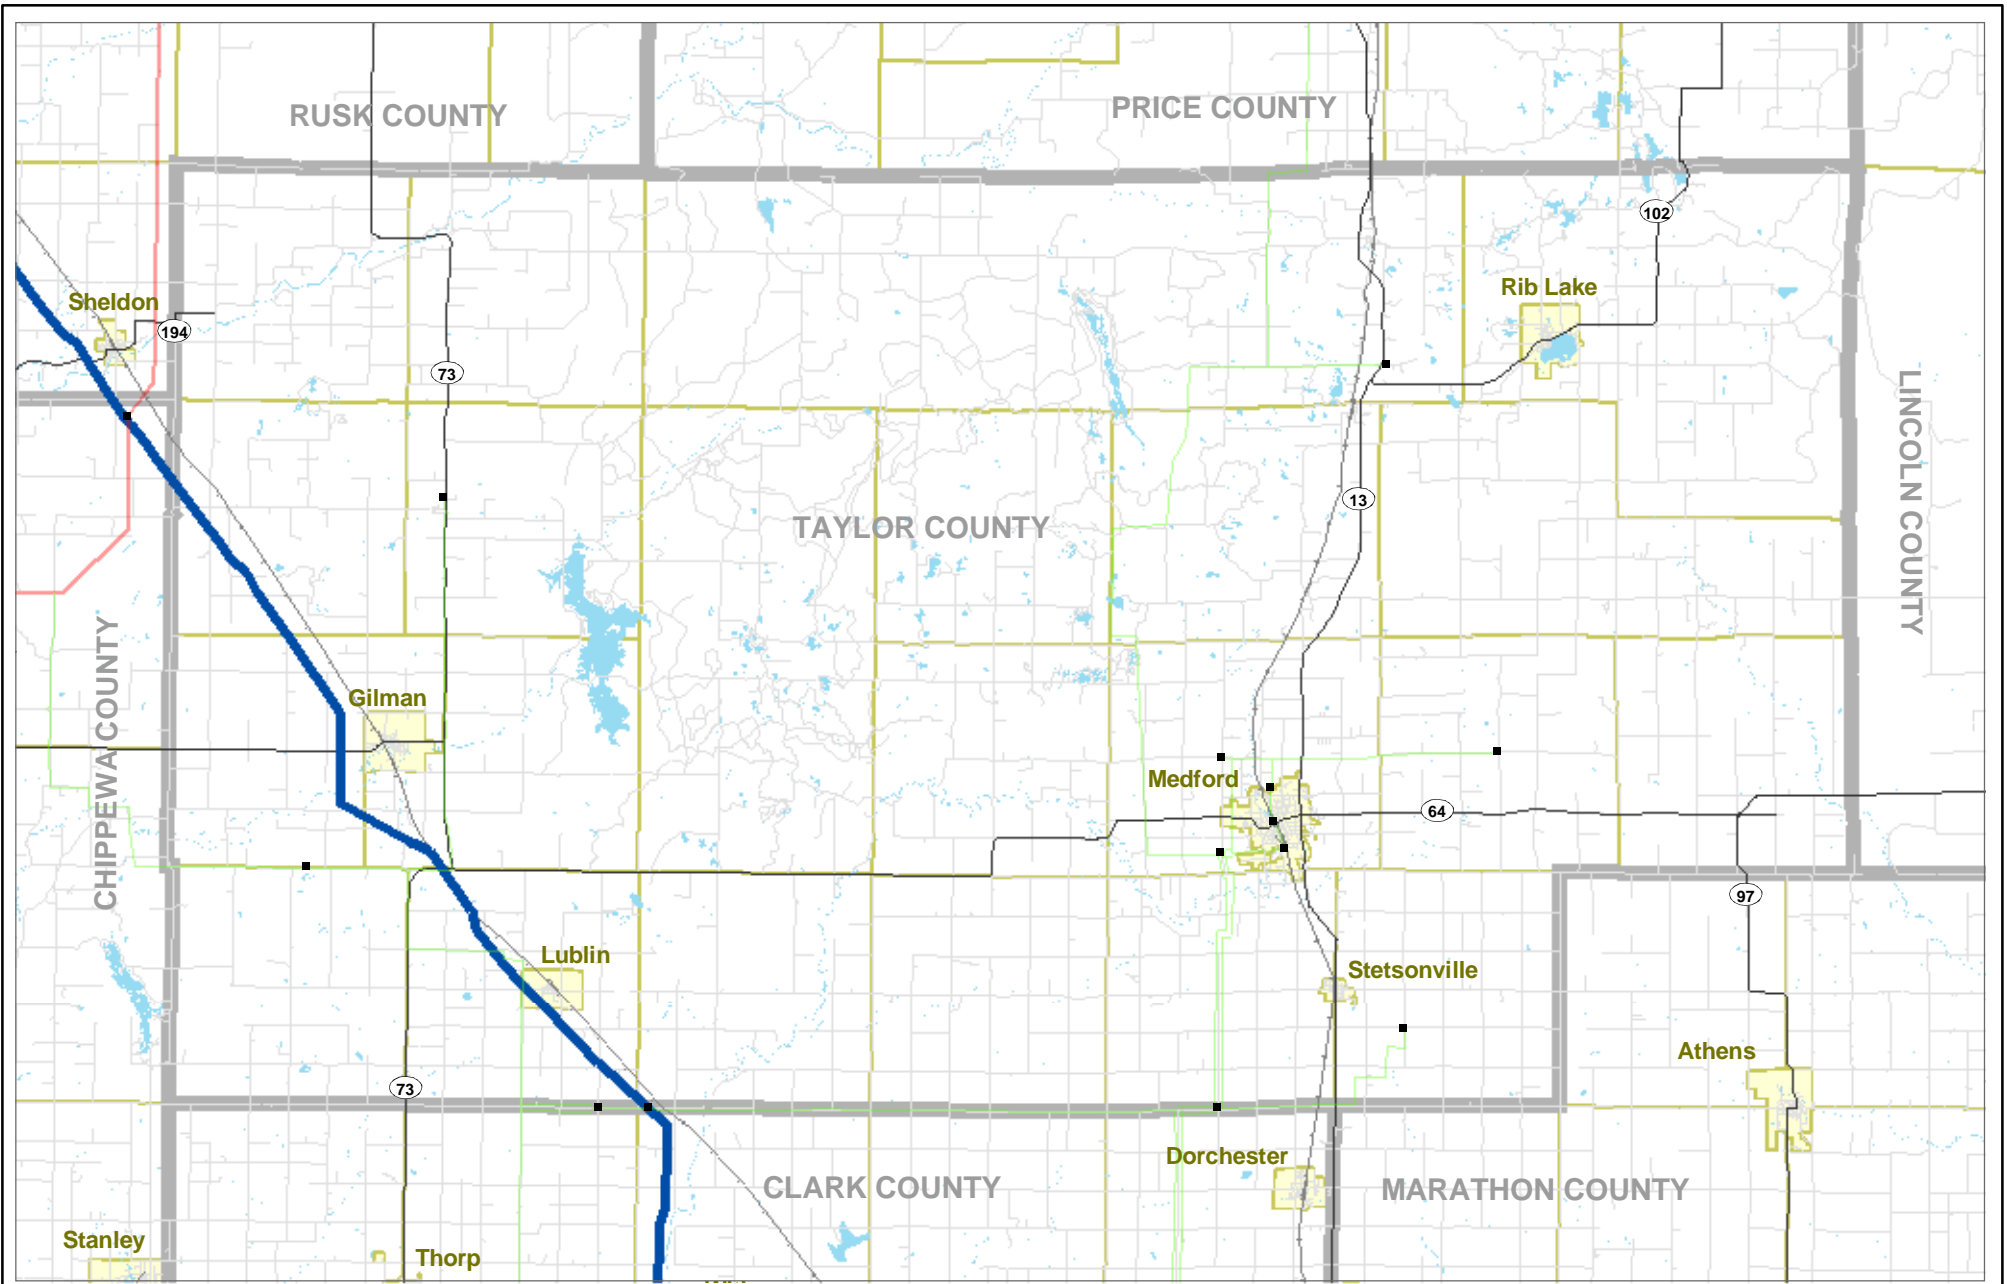 RUSK COUNTY
PRICE COUNTY
102
Sheldon
Rib Lake
194
73
LINCOLN COUNTY
13
TAYLOR COUNTY
CHIPPEWA COUNTY
Gilman
Medford
64
97
Lublin
Stetsonville
Athens
73
Dorchester
CLARK COUNTY
MARATHON COUNTY
Stanley
Thorp